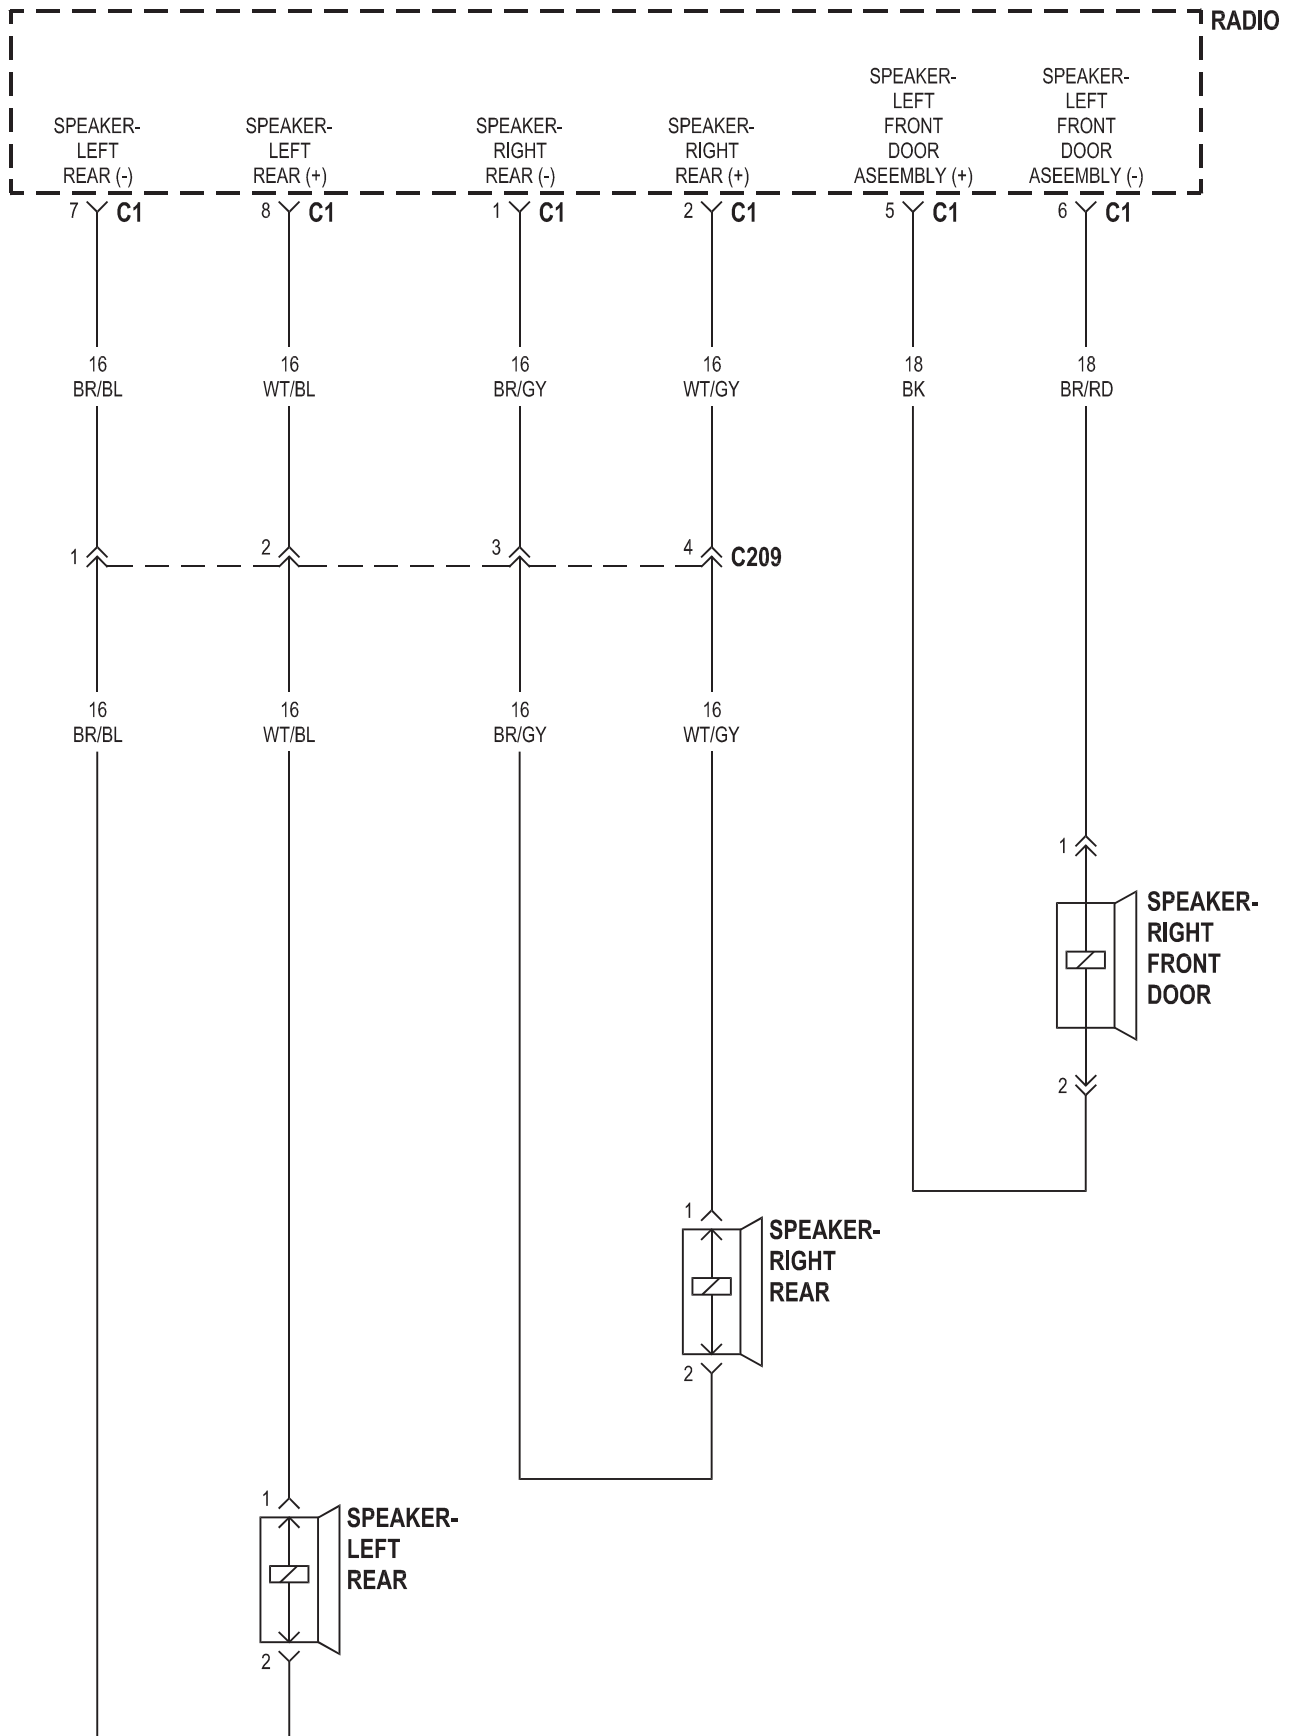 RADIO
SPEAKER-
LEFT
REAR (-)
SPEAKER-
LEFT
REAR (+)
SPEAKER-
RIGHT
REAR (-)
SPEAKER-
RIGHT
REAR (+)
SPEAKER-
LEFT
FRONT
DOOR
ASEEMBLY (+)
SPEAKER-
LEFT
FRONT
DOOR
ASEEMBLY (-)
7 C1
8 C1
1 C1
2 C1
5 C1
6 C1
16
BR/BL
16
WT/BL
16
BR/GY
16
WT/GY
18
BK
18
BR/RD
1
2
3
4
C209
16
BR/BL
16
WT/BL
16
BR/GY
16
WT/GY
1
SPEAKER-
RIGHT
FRONT
DOOR
2
1
SPEAKER-
RIGHT
REAR
2
1
SPEAKER-
LEFT
REAR
2